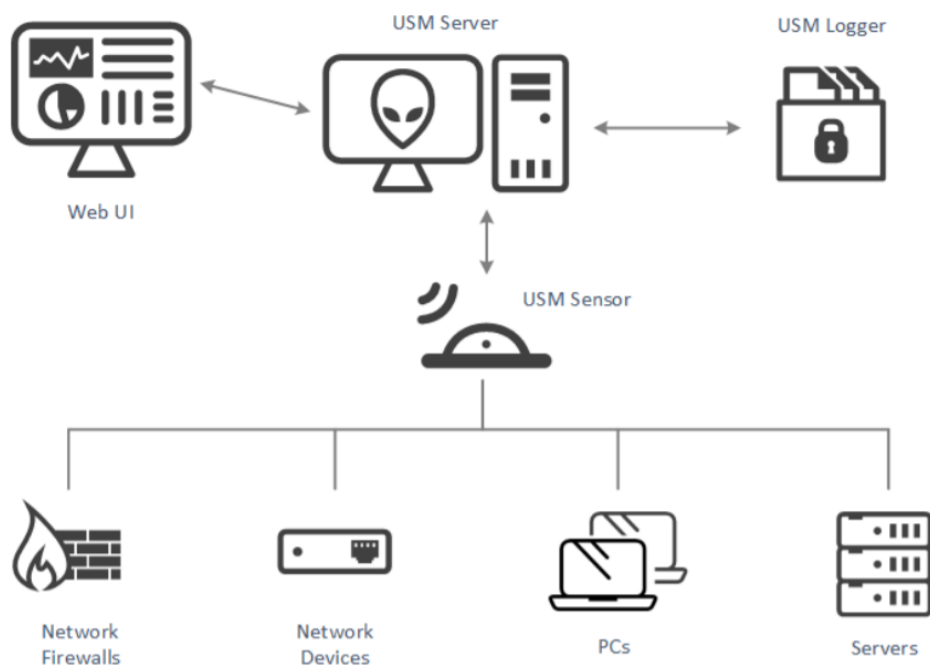 USM Server
USM Logger
Web UI
USM Sensor
Network
Firewalls
Network
Devices
PCs
Servers